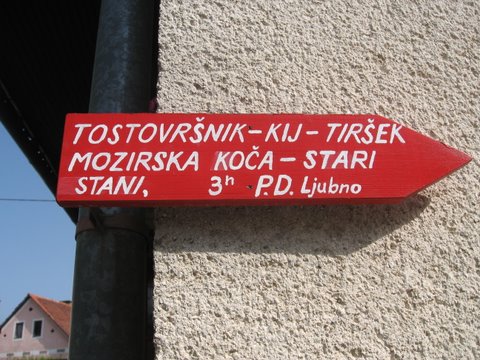 TOSTOVRŠNIK-KIJ-TIRŠEK
MOZIRSKA KOČA-STARI
STANI, 3h P.D. Ljubno